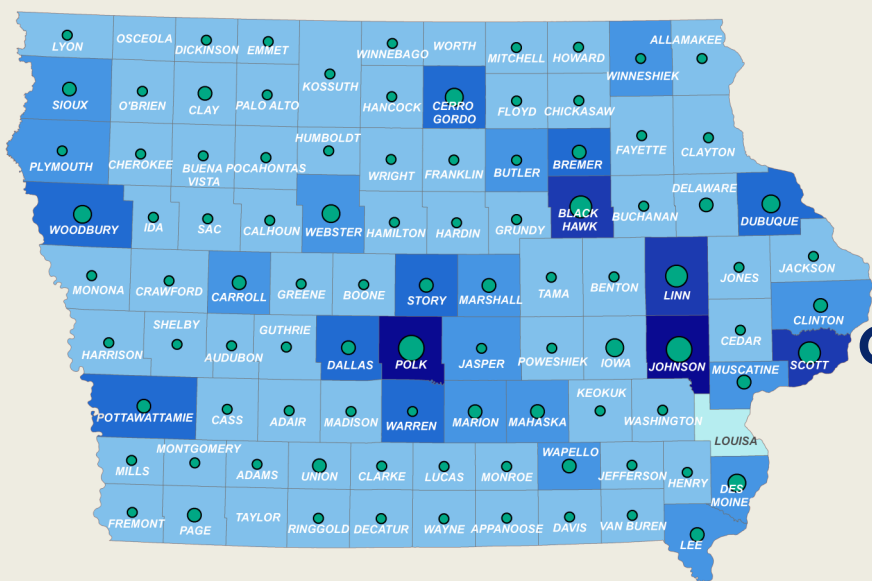 LYON
OSCEOLA
DICKINSON
EMMET
WINNEBAGO
WORTH
MITCHELL
HOWARD
WINNESHIEK
ALLAMAKEE
SIOUX
O'BRIEN
CLAY
PALO ALTO
KOSSUTH
HANCOCK
CERRO
GORDO
FLOYD
CHICKASAW
PLYMOUTH
CHEROKEE
BUENA
VISTA
POCAHONTAS
HUMBOLDT
WRIGHT
FRANKLIN
BUTLER
BREMER
FAYETTE
CLAYTON
WOODBURY
IDA
SAC
CALHOUN
WEBSTER
HAMILTON
HARDIN
GRUNDY
BLACK
HAWK
BUCHANAN
DELAWARE
DUBUQUE
MONONA
CRAWFORD
CARROLL
GREENE
BOONE
STORY
MARSHALL
TAMA
BENTON
LINN
JONES
JACKSON
CLINTON
HARRISON
SHELBY
AUDUBON
GUTHRIE
DALLAS
POLK
JASPER
POWESHIEK
IOWA
JOHNSON
CEDAR
SCOTT
MUSCATINE
POTTAWATTAMIE
CASS
ADAIR
MADISON
WARREN
MARION
MAHASKA
KEOKUK
WASHINGTON
LOUISA
MILLS
MONTGOMERY
ADAMS
UNION
CLARKE
LUCAS
MONROE
WAPELLO
JEFFERSON
HENRY
DES
MOINES
FREMONT
PAGE
TAYLOR
RINGGOLD
DECATUR
WAYNE
APPANOOSE
DAVIS
VAN BUREN
LEE